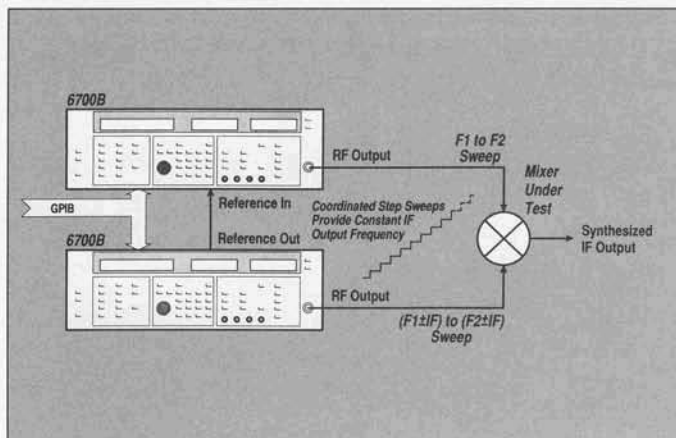 6700B
RF Output
F1 to F2
Sweep
Mixer
Under
Test
GPIB
Reference In
Coordinated Step Sweeps
Provide Constant IF
Output Frequency
Synthesized
IF Output
6700B
Reference Out
RF Output
(F1±IF) to (F2±IF)
Sweep